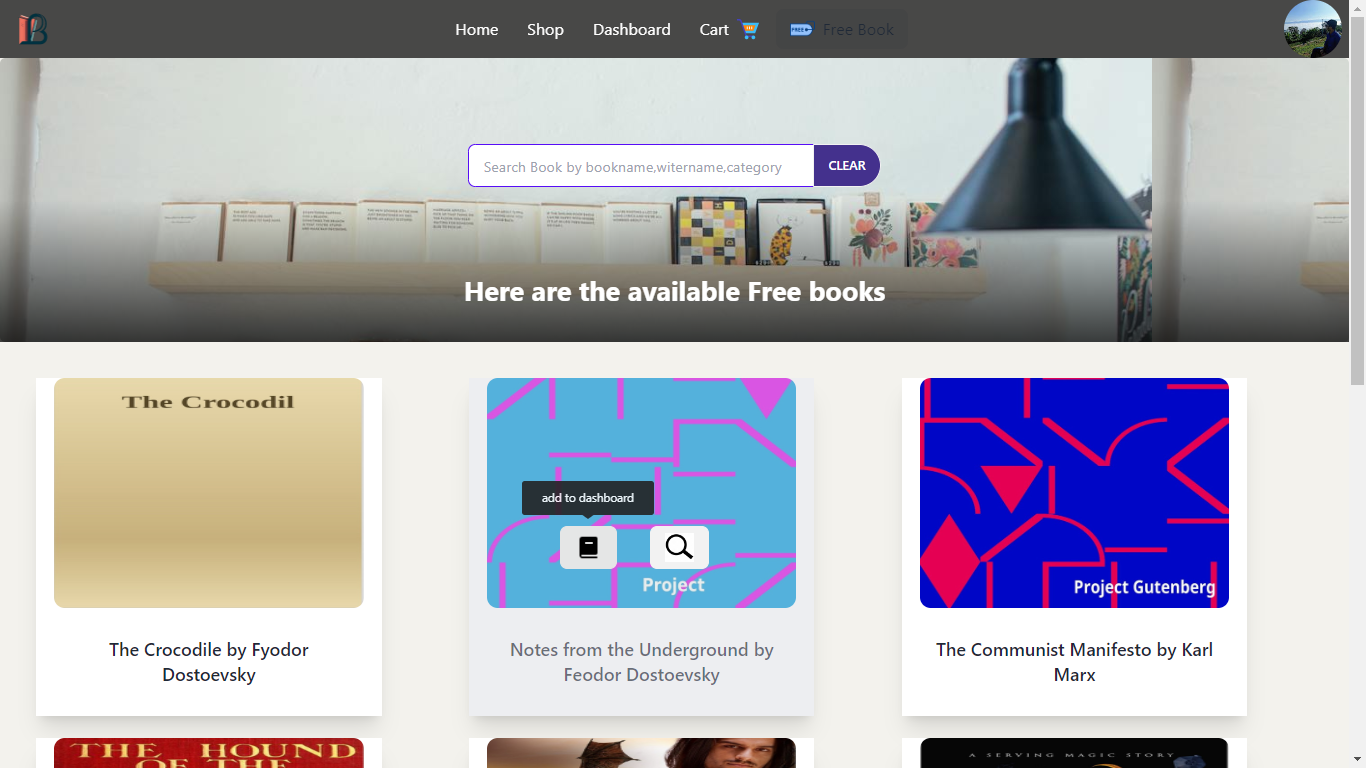 B
Home Shop Dashboard Cart FREE Free Book
Search Book by bookname,witername,category
CLEAR
Here are the available Free books
The Crocodil
add to dashboard
Project
Project Gutenberg
The Crocodile by Fyodor
Dostoevsky
Notes from the Underground by
Feodor Dostoevsky
The Communist Manifesto by Karl
Marx
THE HOUND
OF THE
A SERVING MAGIC STORY